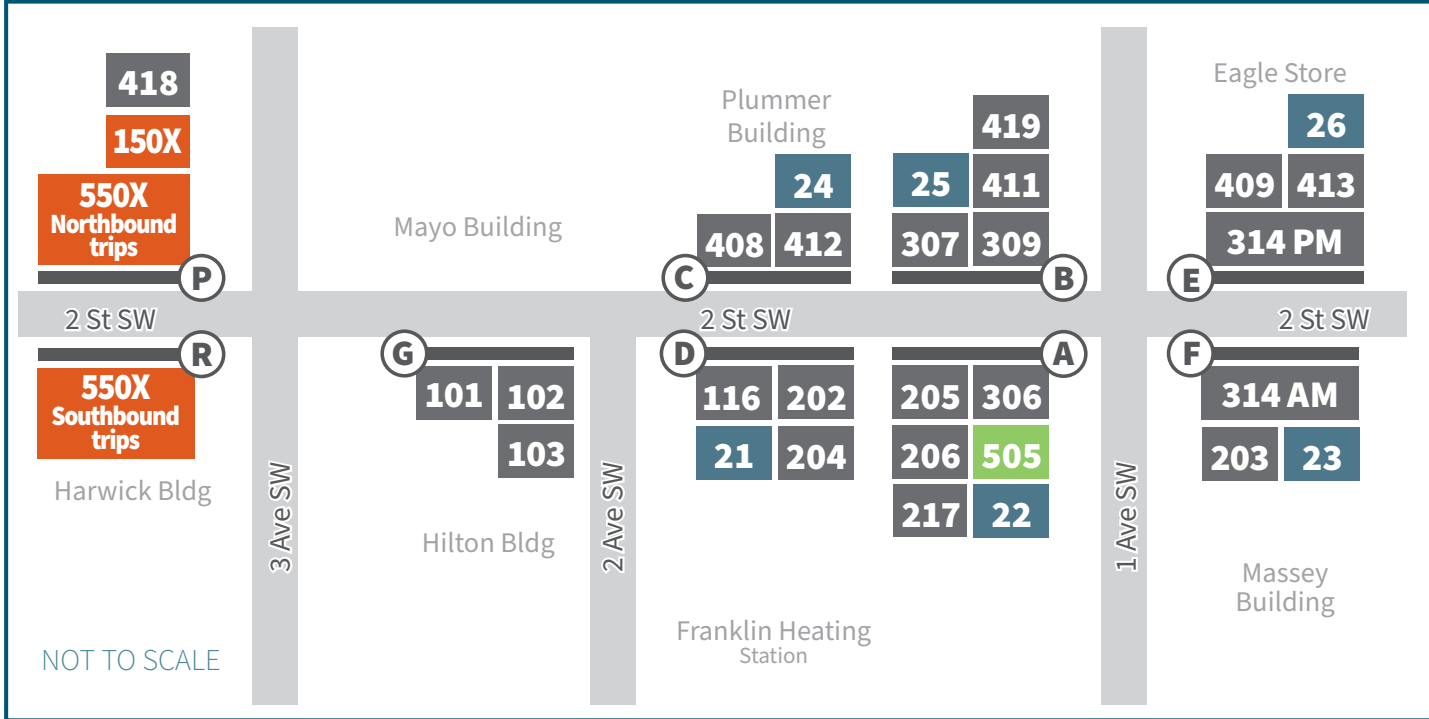 418
150X
550X
Northbound
trips
P
2 St SW
R
550X
Southbound
trips
Harwick Bldg
NOT TO SCALE
3 Ave SW
Mayo Building
G
101 102
103
Hilton Bldg
2 Ave SW
Plummer
Building
24
408 412
C
2 St SW
D
116 202
21 204
Franklin Heating
Station
419
25 411
307 309
B
A
205 306
206 505
217 22
1 Ave SW
Eagle Store
26
409 413
314 PM
E
2 St SW
F
314 AM
203 23
Massey
Building